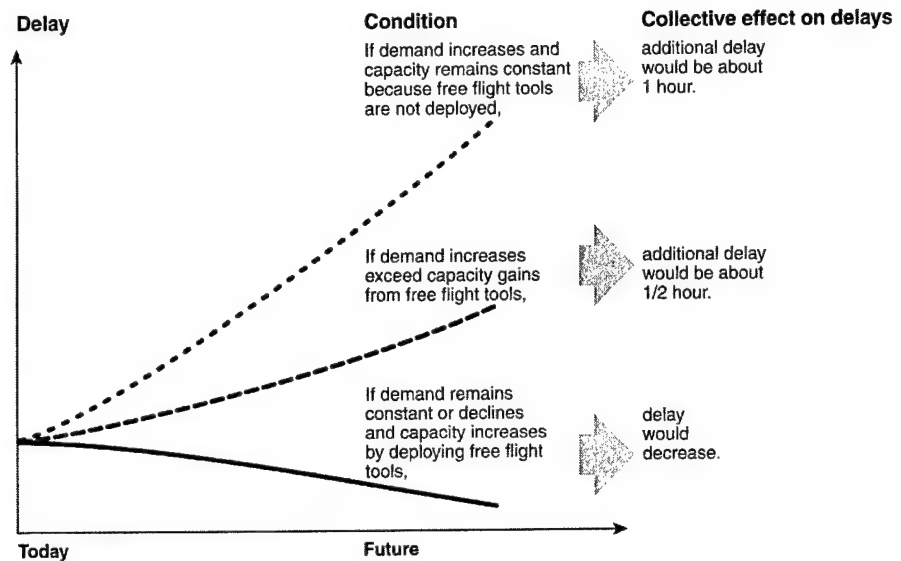 Delay
Condition
Collective effect on delays
If demand increases and
capacity remains constant
because free flight tools
are not deployed,
additional delay
would be about
1 hour.
If demand increases
exceed capacity gains
from free flight tools,
additional delay
would be about
1/2 hour.
If demand remains
constant or declines
and capacity increases
by deploying free flight
tools,
delay
would
decrease.
Today
Future